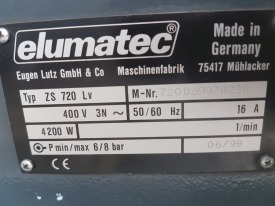 elumatec
Made in
Germany
Eugen Lutz GmbH & Co Maschinenfabrik 75417 Mühlacker
Typ ZS 720 Lv M-Nr.
400 V 3N ~ 50/60 Hz 16 A
4200 W 1/min
P min/max 6/8 bar 06/99